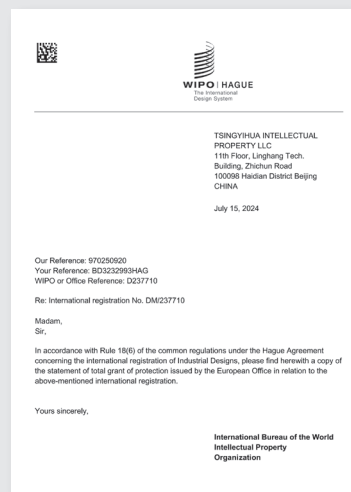 WIPO | HAGUE
The International
Design System
TSINGYIHUA INTELLECTUAL
PROPERTY LLC
11th Floor, Linghang Tech.
Building, Zhichun Road
100098 Haidian District Beijing
CHINA
July 15, 2024
Our Reference: 970250920
Your Reference: BD3232993HAG
WIPO or Office Reference: D237710
Re: International registration No. DM/237710
Madam,
Sir,
In accordance with Rule 18(6) of the common regulations under the Hague Agreement
concerning the international registration of Industrial Designs, please find herewith a copy of
the statement of total grant of protection issued by the European Office in relation to the
above-mentioned international registration.
Yours sincerely,
International Bureau of the World
Intellectual Property
Organization